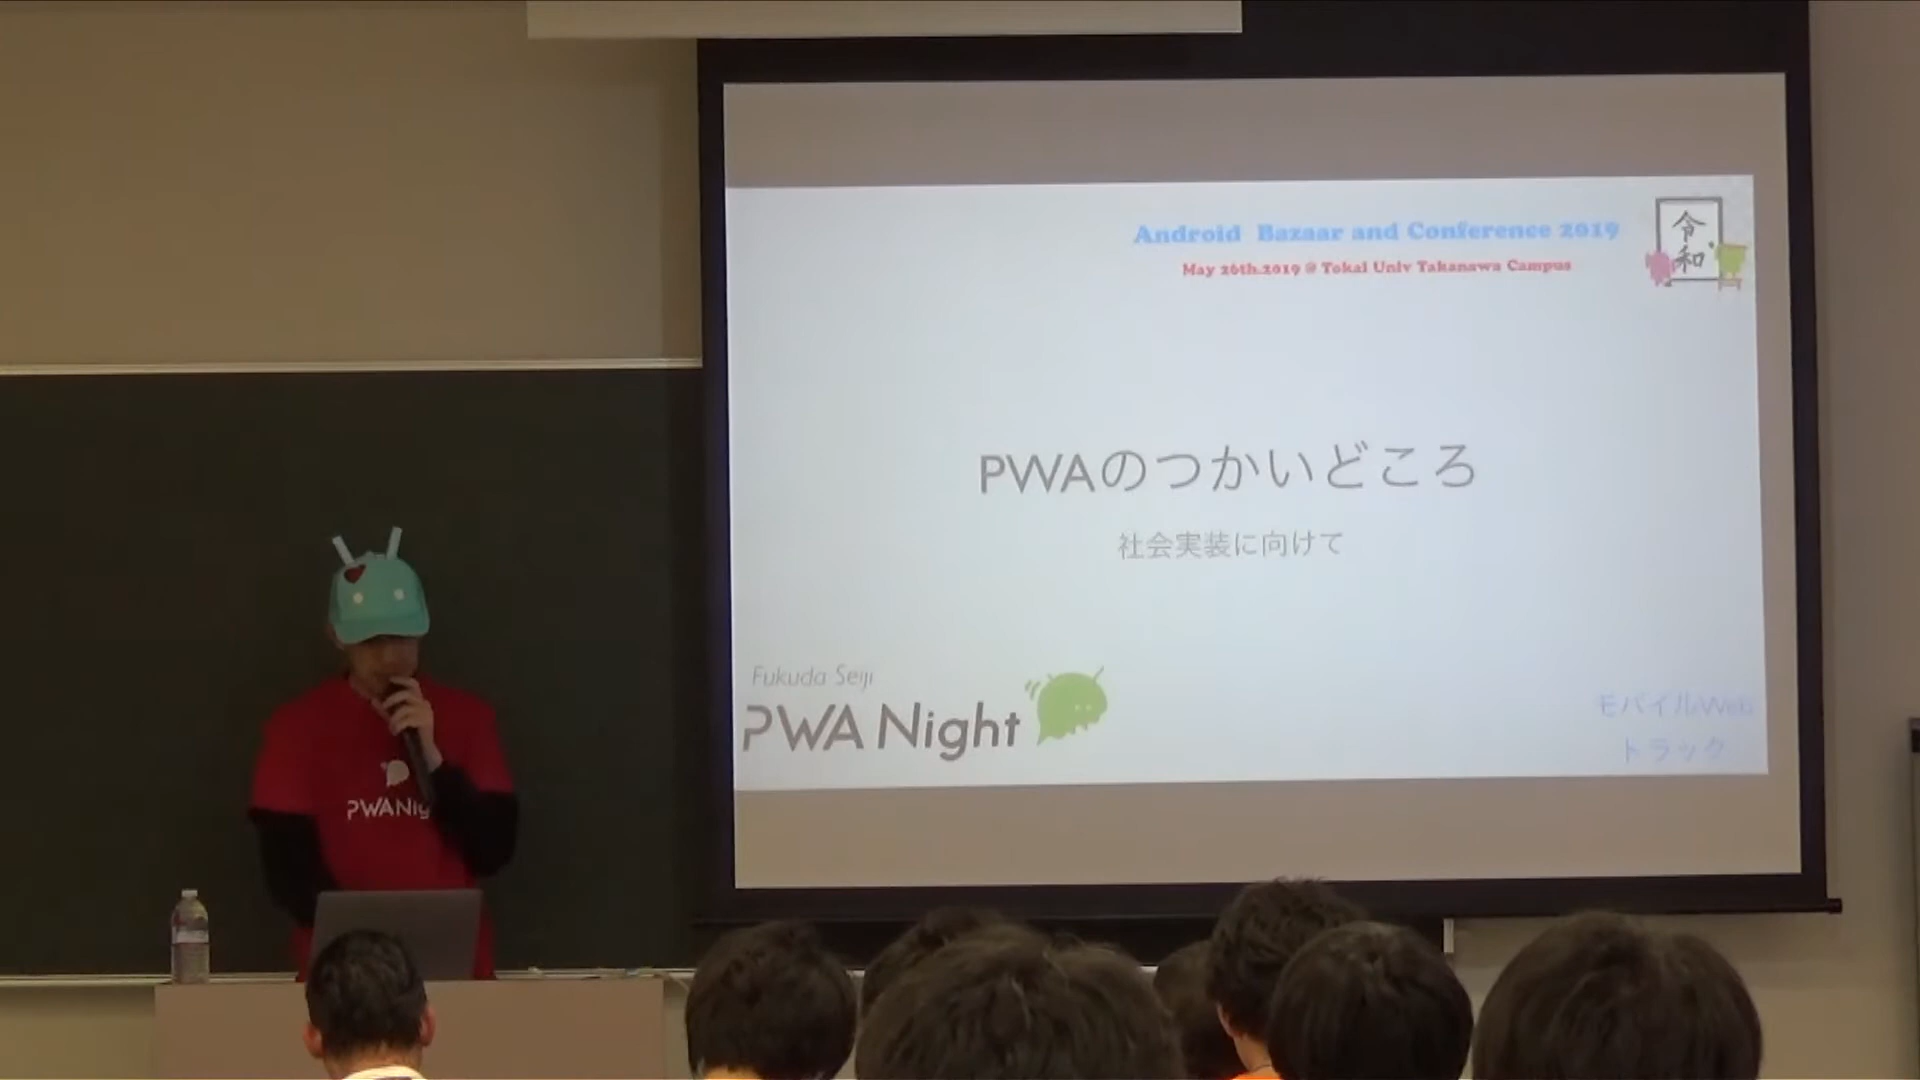 Android Bazaar and Conference 2019
May 26th.2019 @ Tokai Univ Takanawa Campus
令和
PWAのつかいどころ
社会実装に向けて
Fukuda Seiji
PWA Night
モバイルWeb
トラック
PWANig